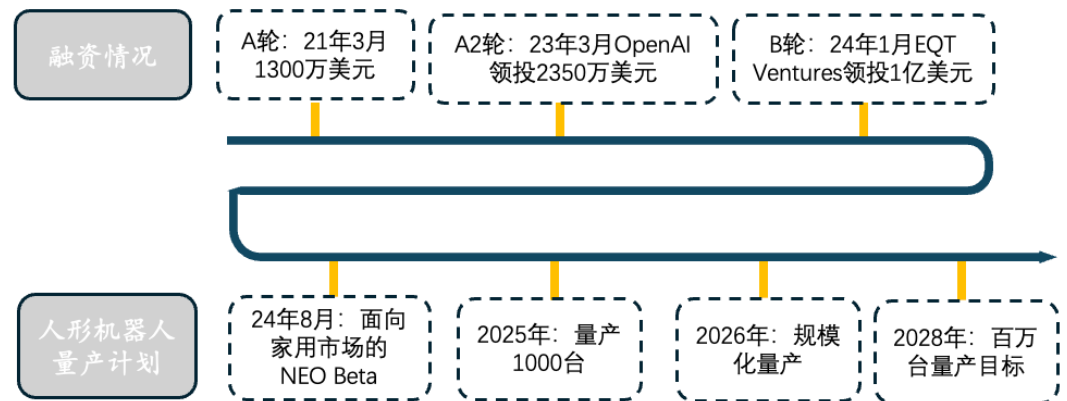 融资情况
A轮：21年3月
1300万美元
A2轮：23年3月OpenAI
领投2350万美元
B轮：24年1月EQT
Ventures领投1亿美元
人形机器人
量产计划
24年8月：面向
家用市场的
NEO Beta
2025年：量产
1000台
2026年：规模
化量产
2028年：百万
台量产目标